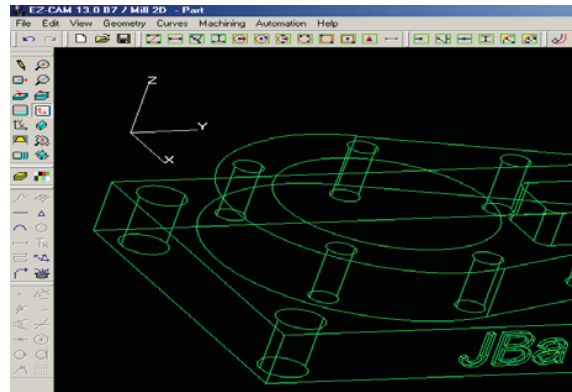 EZ-CAM 13.0 B7 / Mill 2D - Part
File Edit View Geometry Curves Machining Automation Help
Z
Y
X
JBa